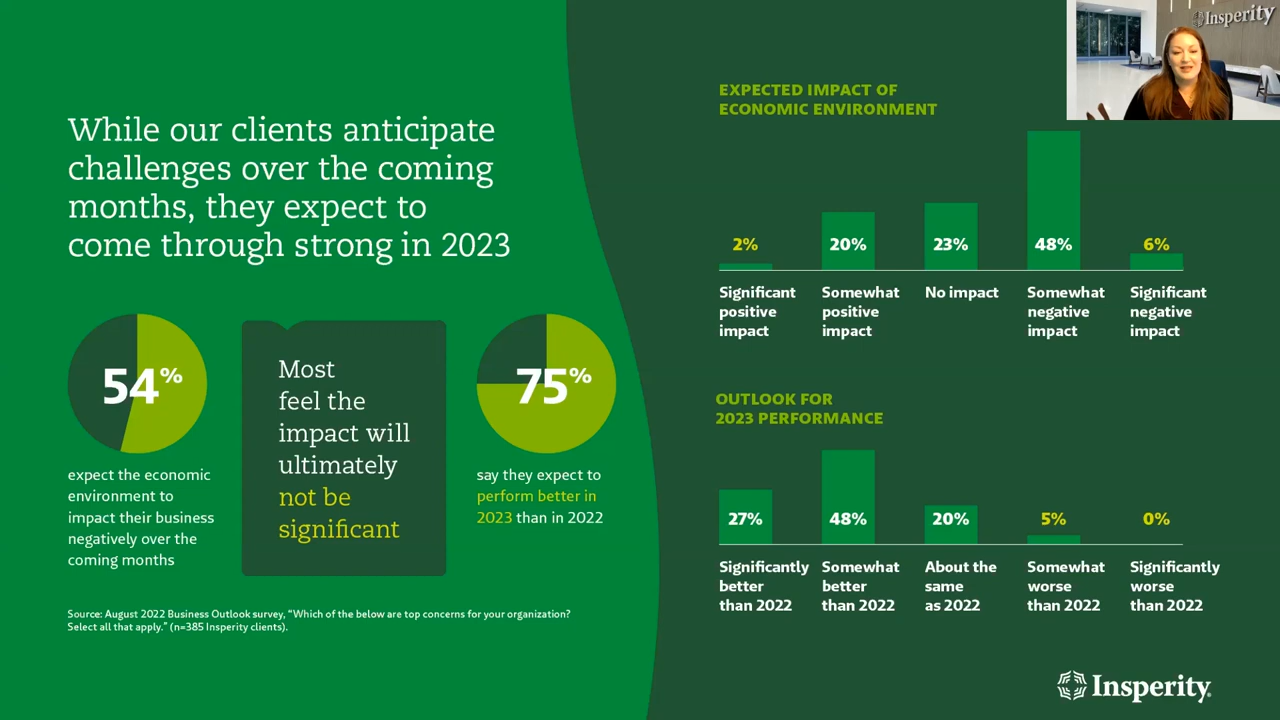 While our clients anticipate
challenges over the coming
months, they expect to
come through strong in 2023
54%
expect the economic
environment to
impact their business
negatively over the
coming months
Most
feel the
impact will
ultimately
not be
significant
75%
say they expect to
perform better in
2023 than in 2022
Source: August 2022 Business Outlook survey, “Which of the below are top concerns for your organization?
Select all that apply.” (n=385 Insperity clients).
Insperity
EXPECTED IMPACT OF
ECONOMIC ENVIRONMENT
2% 20% 23% 48% 6%
Significant
positive
impact
Somewhat
positive
impact
No impact
Somewhat
negative
impact
Significant
negative
impact
OUTLOOK FOR
2023 PERFORMANCE
27% 48% 20% 5% 0%
Significantly
better
than 2022
Somewhat
better
than 2022
About the
same
as 2022
Somewhat
worse
than 2022
Significantly
worse
than 2022
Insperity